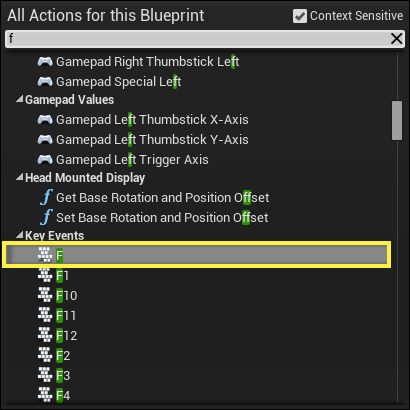 All Actions for this Blueprint Context Sensitive
f
Gamepad Right Thumbstick Left
Gamepad Special Left
Gamepad Values
Gamepad Left Thumbstick X-Axis
Gamepad Left Thumbstick Y-Axis
Gamepad Left Trigger Axis
Head Mounted Display
Get Base Rotation and Position Offset
Set Base Rotation and Position Offset
Key Events
F
F1
F10
F11
F12
F2
F3
F4